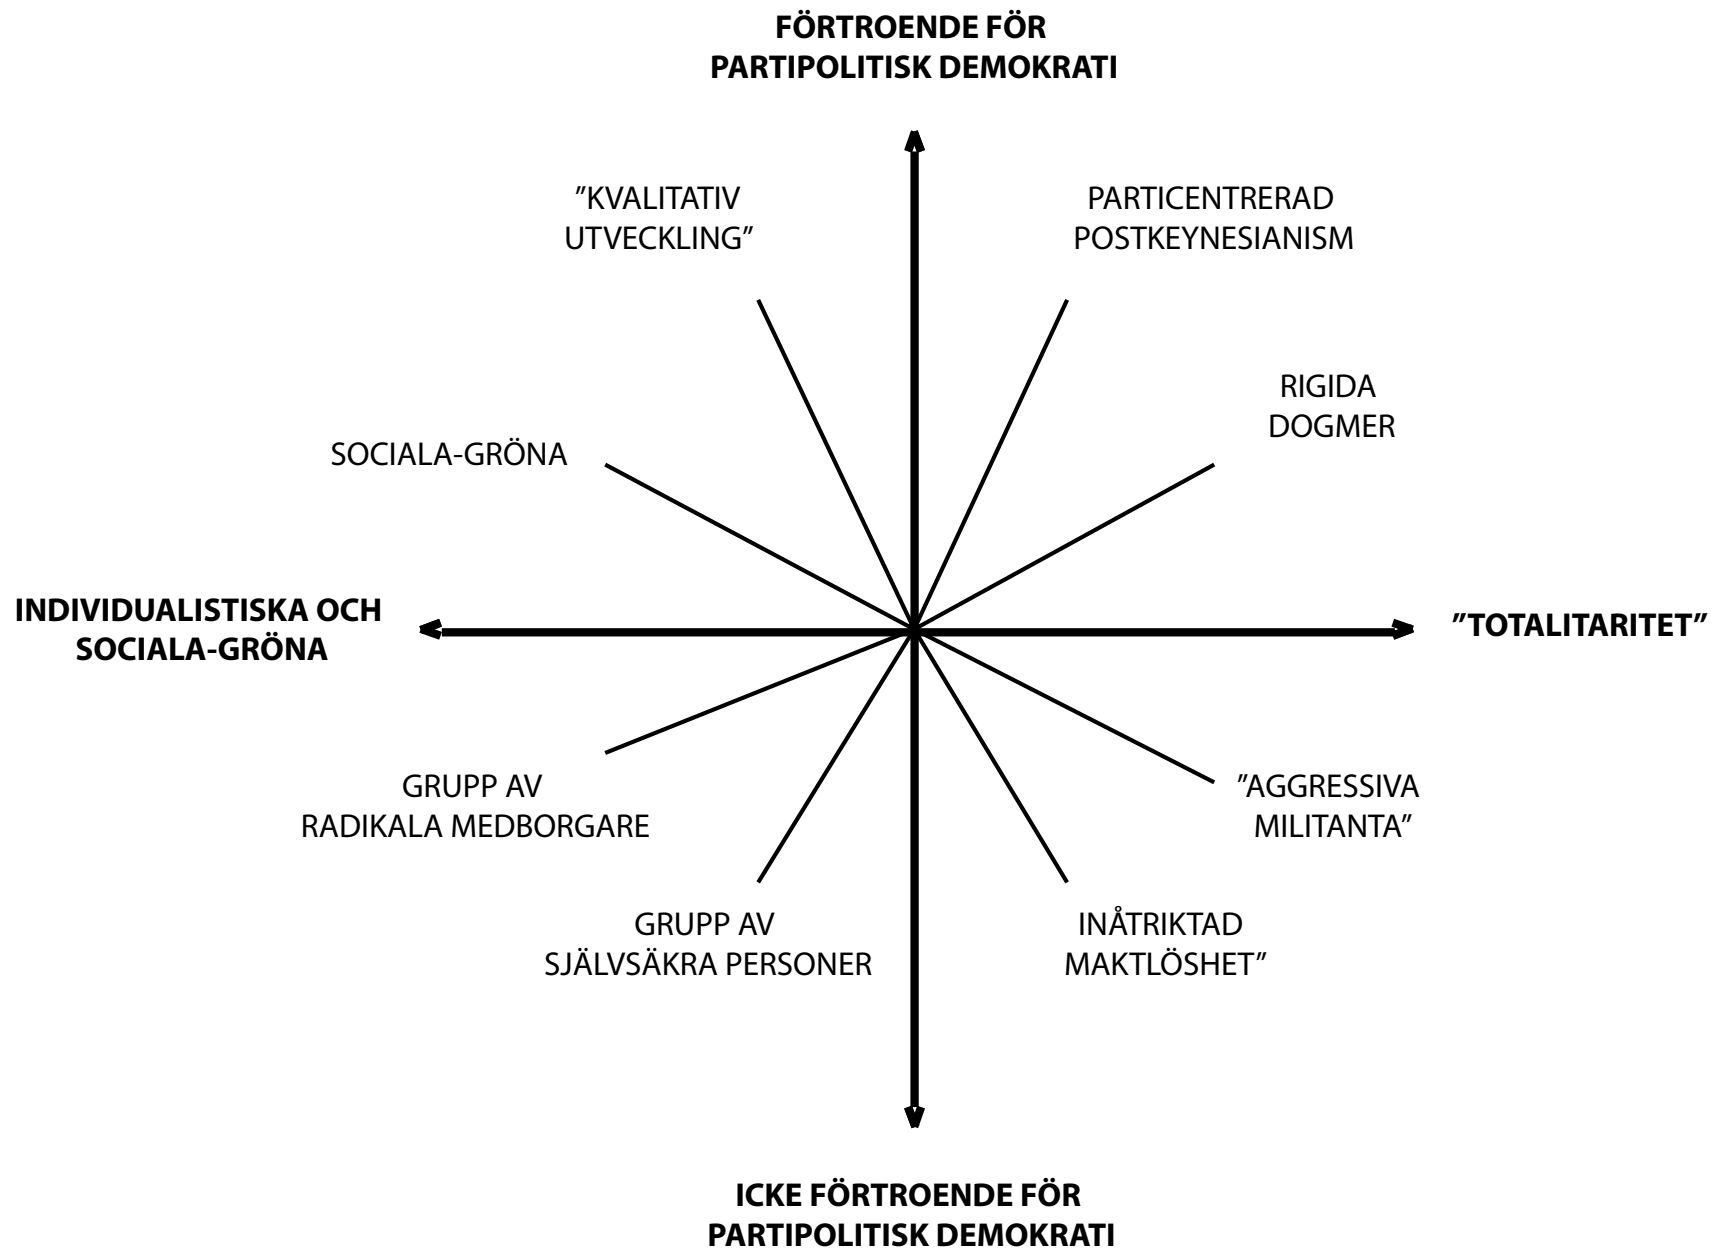 FÖRTROENDE FÖR
PARTIPOLITISK DEMOKRATI
”KVALITATIV
UTVECKLING”
PARTICENTRERAD
POSTKEYNESIANISM
RIGIDA
DOGMER
SOCIALA-GRÖNA
INDIVIDUALISTISKA OCH
SOCIALA-GRÖNA
”TOTALITARITET”
GRUPP AV
RADIKALA MEDBORGARE
”AGGRESSIVA
MILITANTA”
GRUPP AV
SJÄLVSÄKRA PERSONER
INÅTRIKTAD
MAKTLÖSHET”
ICKE FÖRTROENDE FÖR
PARTIPOLITISK DEMOKRATI